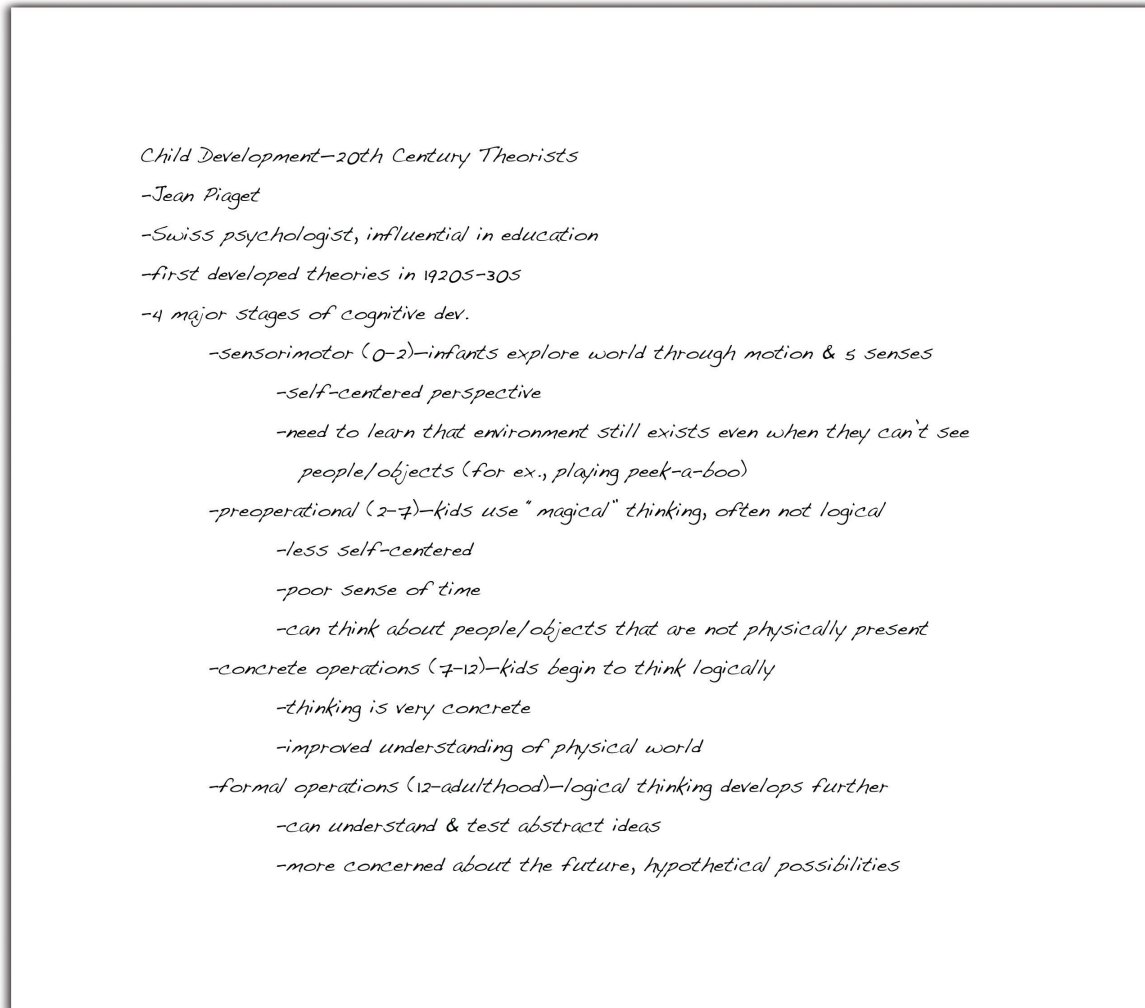 Child Development–20th Century Theorists
-Jean Piaget
-Swiss psychologist, influential in education
-first developed theories in 1920s-30s
-4 major stages of cognitive dev.
-sensorimotor (0-2)–infants explore world through motion & 5 senses
-self-centered perspective
-need to learn that environment still exists even when they can't see
people/objects (for ex., playing peek-a-boo)
-preoperational (2-7)–kids use "magical" thinking, often not logical
-less self-centered
-poor sense of time
-can think about people/objects that are not physically present
-concrete operations (7-12)–kids begin to think logically
-thinking is very concrete
-improved understanding of physical world
-formal operations (12-adulthood)–logical thinking develops further
-can understand & test abstract ideas
-more concerned about the future, hypothetical possibilities